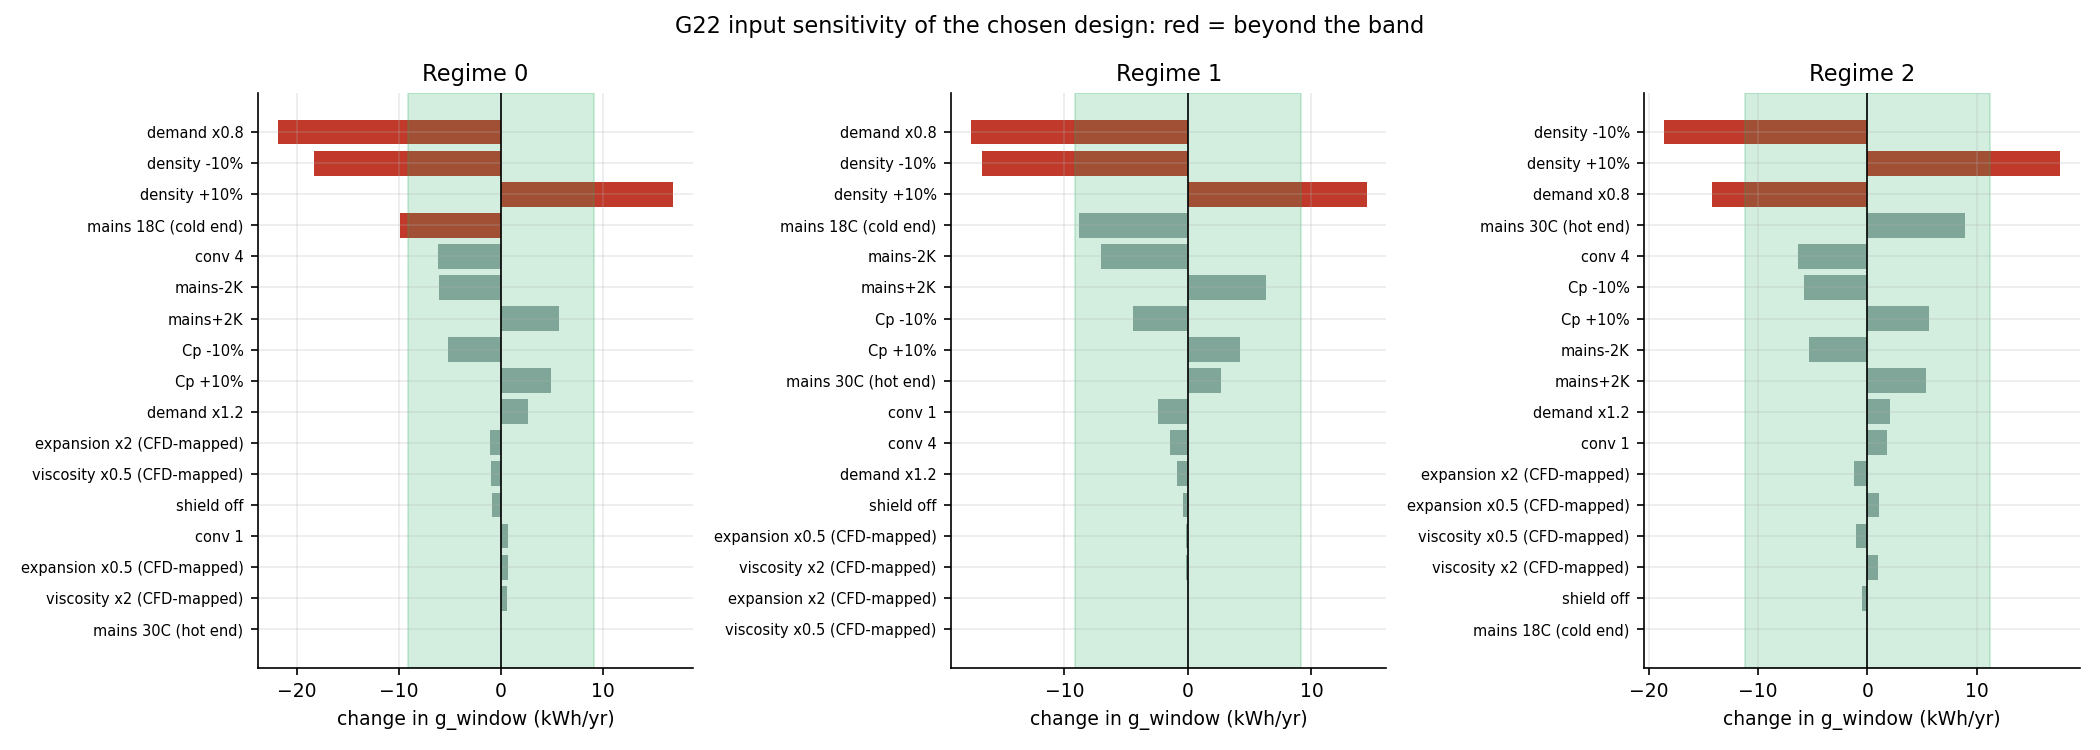 G22 input sensitivity of the chosen design: red = beyond the band
Regime 0
demand x0.8
density -10%
density +10%
mains 18C (cold end)
conv 4
mains-2K
mains+2K
Cp -10%
Cp +10%
demand x1.2
expansion x2 (CFD-mapped)
viscosity x0.5 (CFD-mapped)
shield off
conv 1
expansion x0.5 (CFD-mapped)
viscosity x2 (CFD-mapped)
mains 30C (hot end)
−20 −10 0 10
change in g_window (kWh/yr)
Regime 1
demand x0.8
density -10%
density +10%
mains 18C (cold end)
mains-2K
mains+2K
Cp -10%
Cp +10%
mains 30C (hot end)
conv 1
conv 4
demand x1.2
shield off
expansion x0.5 (CFD-mapped)
viscosity x2 (CFD-mapped)
expansion x2 (CFD-mapped)
viscosity x0.5 (CFD-mapped)
−10 0 10
change in g_window (kWh/yr)
Regime 2
density -10%
density +10%
demand x0.8
mains 30C (hot end)
conv 4
Cp -10%
Cp +10%
mains-2K
mains+2K
demand x1.2
conv 1
expansion x2 (CFD-mapped)
expansion x0.5 (CFD-mapped)
viscosity x0.5 (CFD-mapped)
viscosity x2 (CFD-mapped)
shield off
mains 18C (cold end)
−20 −10 0 10
change in g_window (kWh/yr)